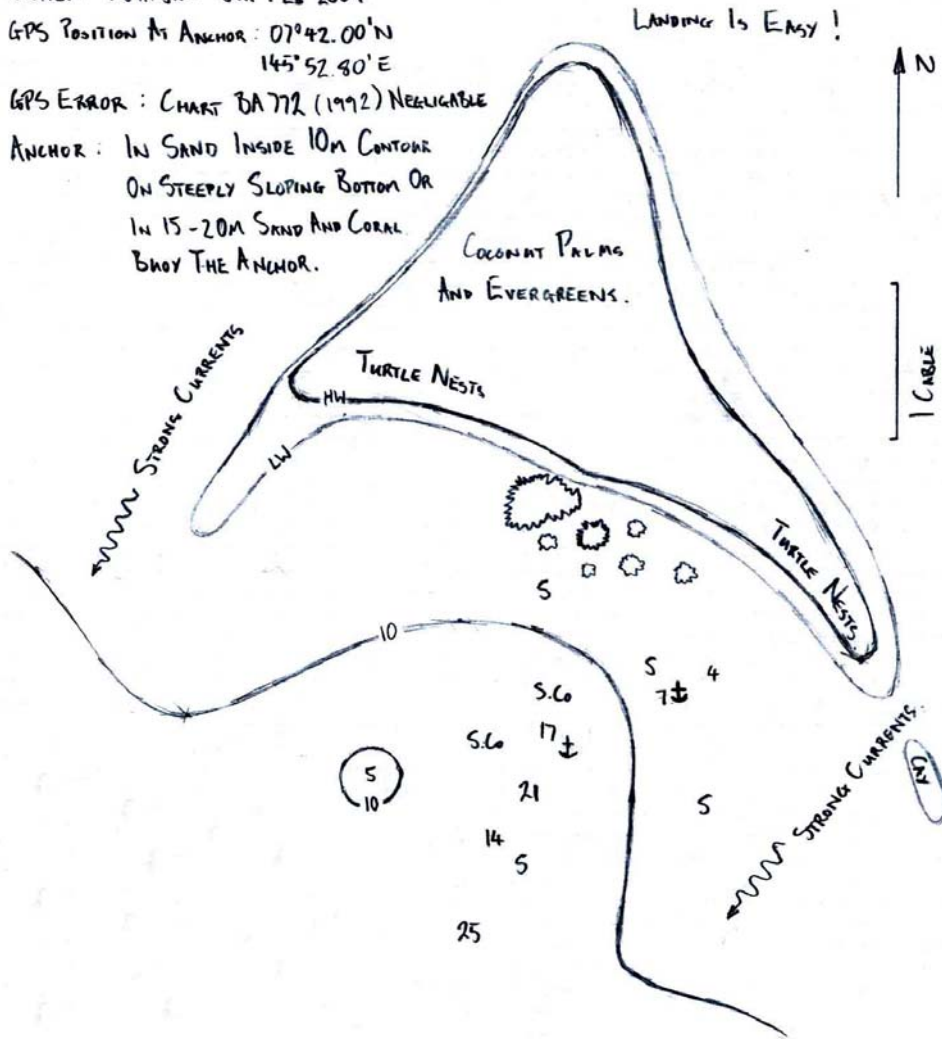 GPS POSITION AT ANCHOR : 07°42.00'N
145°52.80'E
GPS ERROR : CHART BA 772 (1992) NEGLIGABLE
ANCHOR : IN SAND INSIDE 10M CONTOUR
ON STEEPLY SLOPING BOTTOM OR
IN 15-20M SAND AND CORAL.
BUOY THE ANCHOR.
LANDING IS EASY !
N
COCONUT PALMS
AND EVERGREENS.
1 CABLE
TURTLE NESTS
HW
STRONG CURRENTS
LW
TURTLE NESTS.
S
10
S
4
7
S.Co
S.Co
17
5
10
21
S
14
S
25
STRONG CURRENTS.
CAY